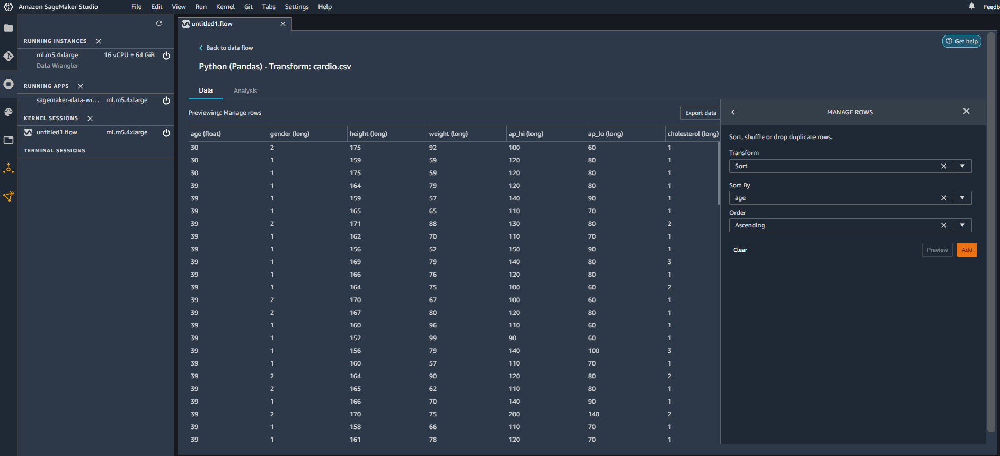 Amazon SageMaker Studio File Edit View Run Kernel Git Tabs Settings Help Feedb
untitled1.flow
RUNNING INSTANCES
ml.m5.4xlarge 16 vCPU + 64 GiB
Data Wrangler
RUNNING APPS
sagemaker-data-wr... ml.m5.4xlarge
KERNEL SESSIONS
untitled1.flow ml.m5.4xlarge
TERMINAL SESSIONS
Back to data flow
Get help
Python (Pandas) · Transform: cardio.csv
Data Analysis
Previewing: Manage rows Export data
age (float) gender (long) height (long) weight (long) ap_hi (long) ap_lo (long) cholesterol (long)
30 2 175 92 100 60 1
30 1 159 59 120 80 1
30 1 175 59 120 80 1
39 1 164 79 120 80 1
39 1 159 57 140 90 1
39 1 165 65 110 70 1
39 2 171 88 130 80 2
39 1 162 70 110 70 1
39 1 156 52 150 90 1
39 1 169 79 140 80 3
39 1 166 76 120 80 1
39 1 164 75 100 60 2
39 2 170 67 100 60 1
39 2 167 80 120 80 1
39 1 160 96 110 60 1
39 1 152 99 90 60 1
39 1 156 79 140 100 3
39 1 160 57 110 70 1
39 2 164 90 120 80 2
39 2 165 62 110 80 1
39 1 166 70 140 90 1
39 2 170 75 200 140 2
39 1 158 66 110 70 1
39 1 161 78 120 70 1
MANAGE ROWS
Sort, shuffle or drop duplicate rows.
Transform
Sort
Sort By
age
Order
Ascending
Clear Preview Add